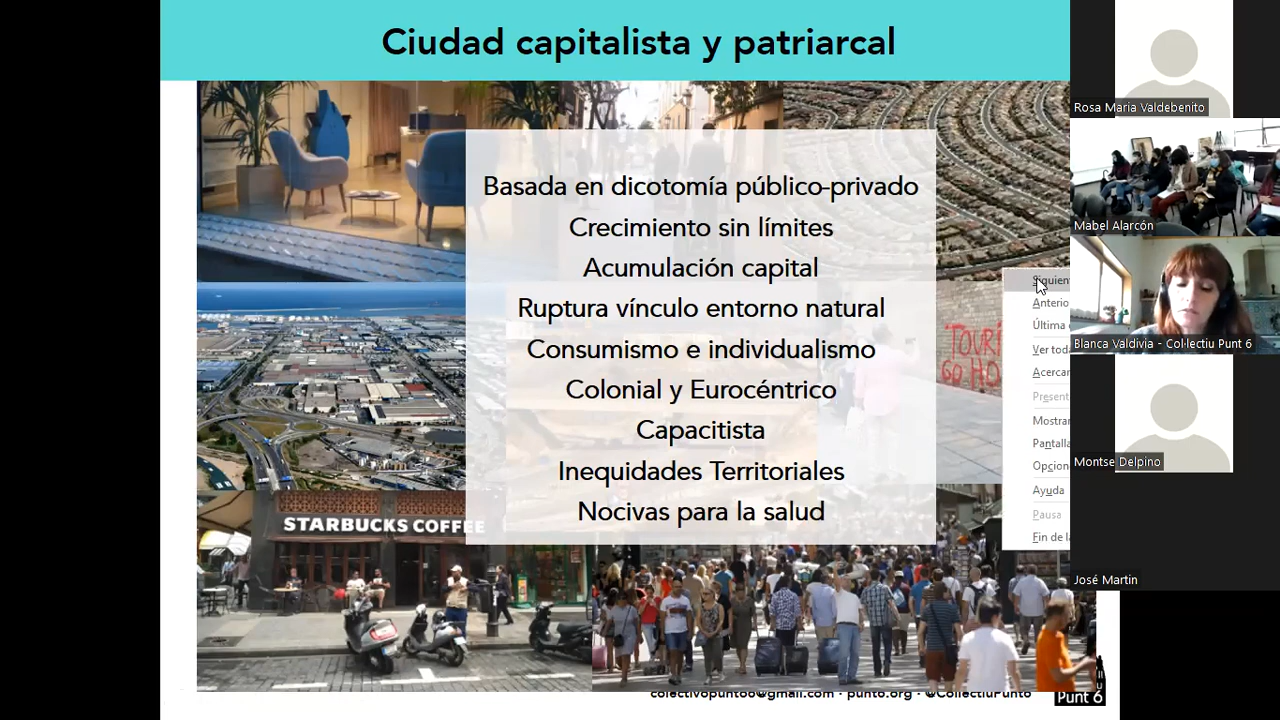 Ciudad capitalista y patriarcal
Basada en dicotomía público-privado
Crecimiento sin límites
Acumulación capital
Ruptura vínculo entorno natural
Consumismo e individualismo
Colonial y Eurocéntrico
Capacitista
Inequidades Territoriales
Nocivas para la salud
STARBUCKS COFFEE
Ayuda
Pausa
Rosa Maria Valdebenito
Mabel Alarcón
Blanca Valdivia - Col·lectiu Punt 6
Montse Delpino
José Martin
Punt 6